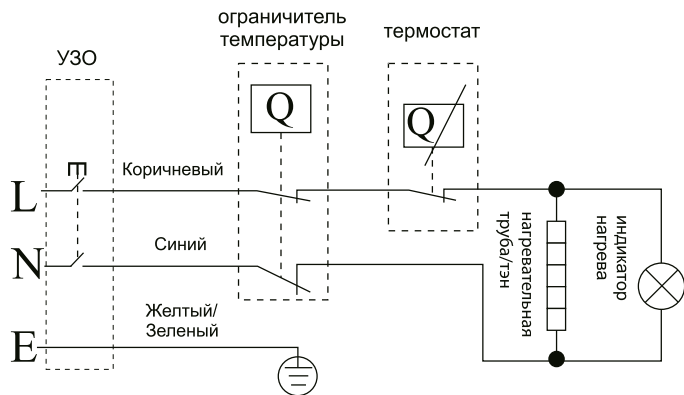 ограничитель
температуры
термостат
УЗО
Q
Q
Коричневый
L
Синий
N
Желтый/
Зеленый
E
нагревательная
труба/тэн
индикатор
нагрева